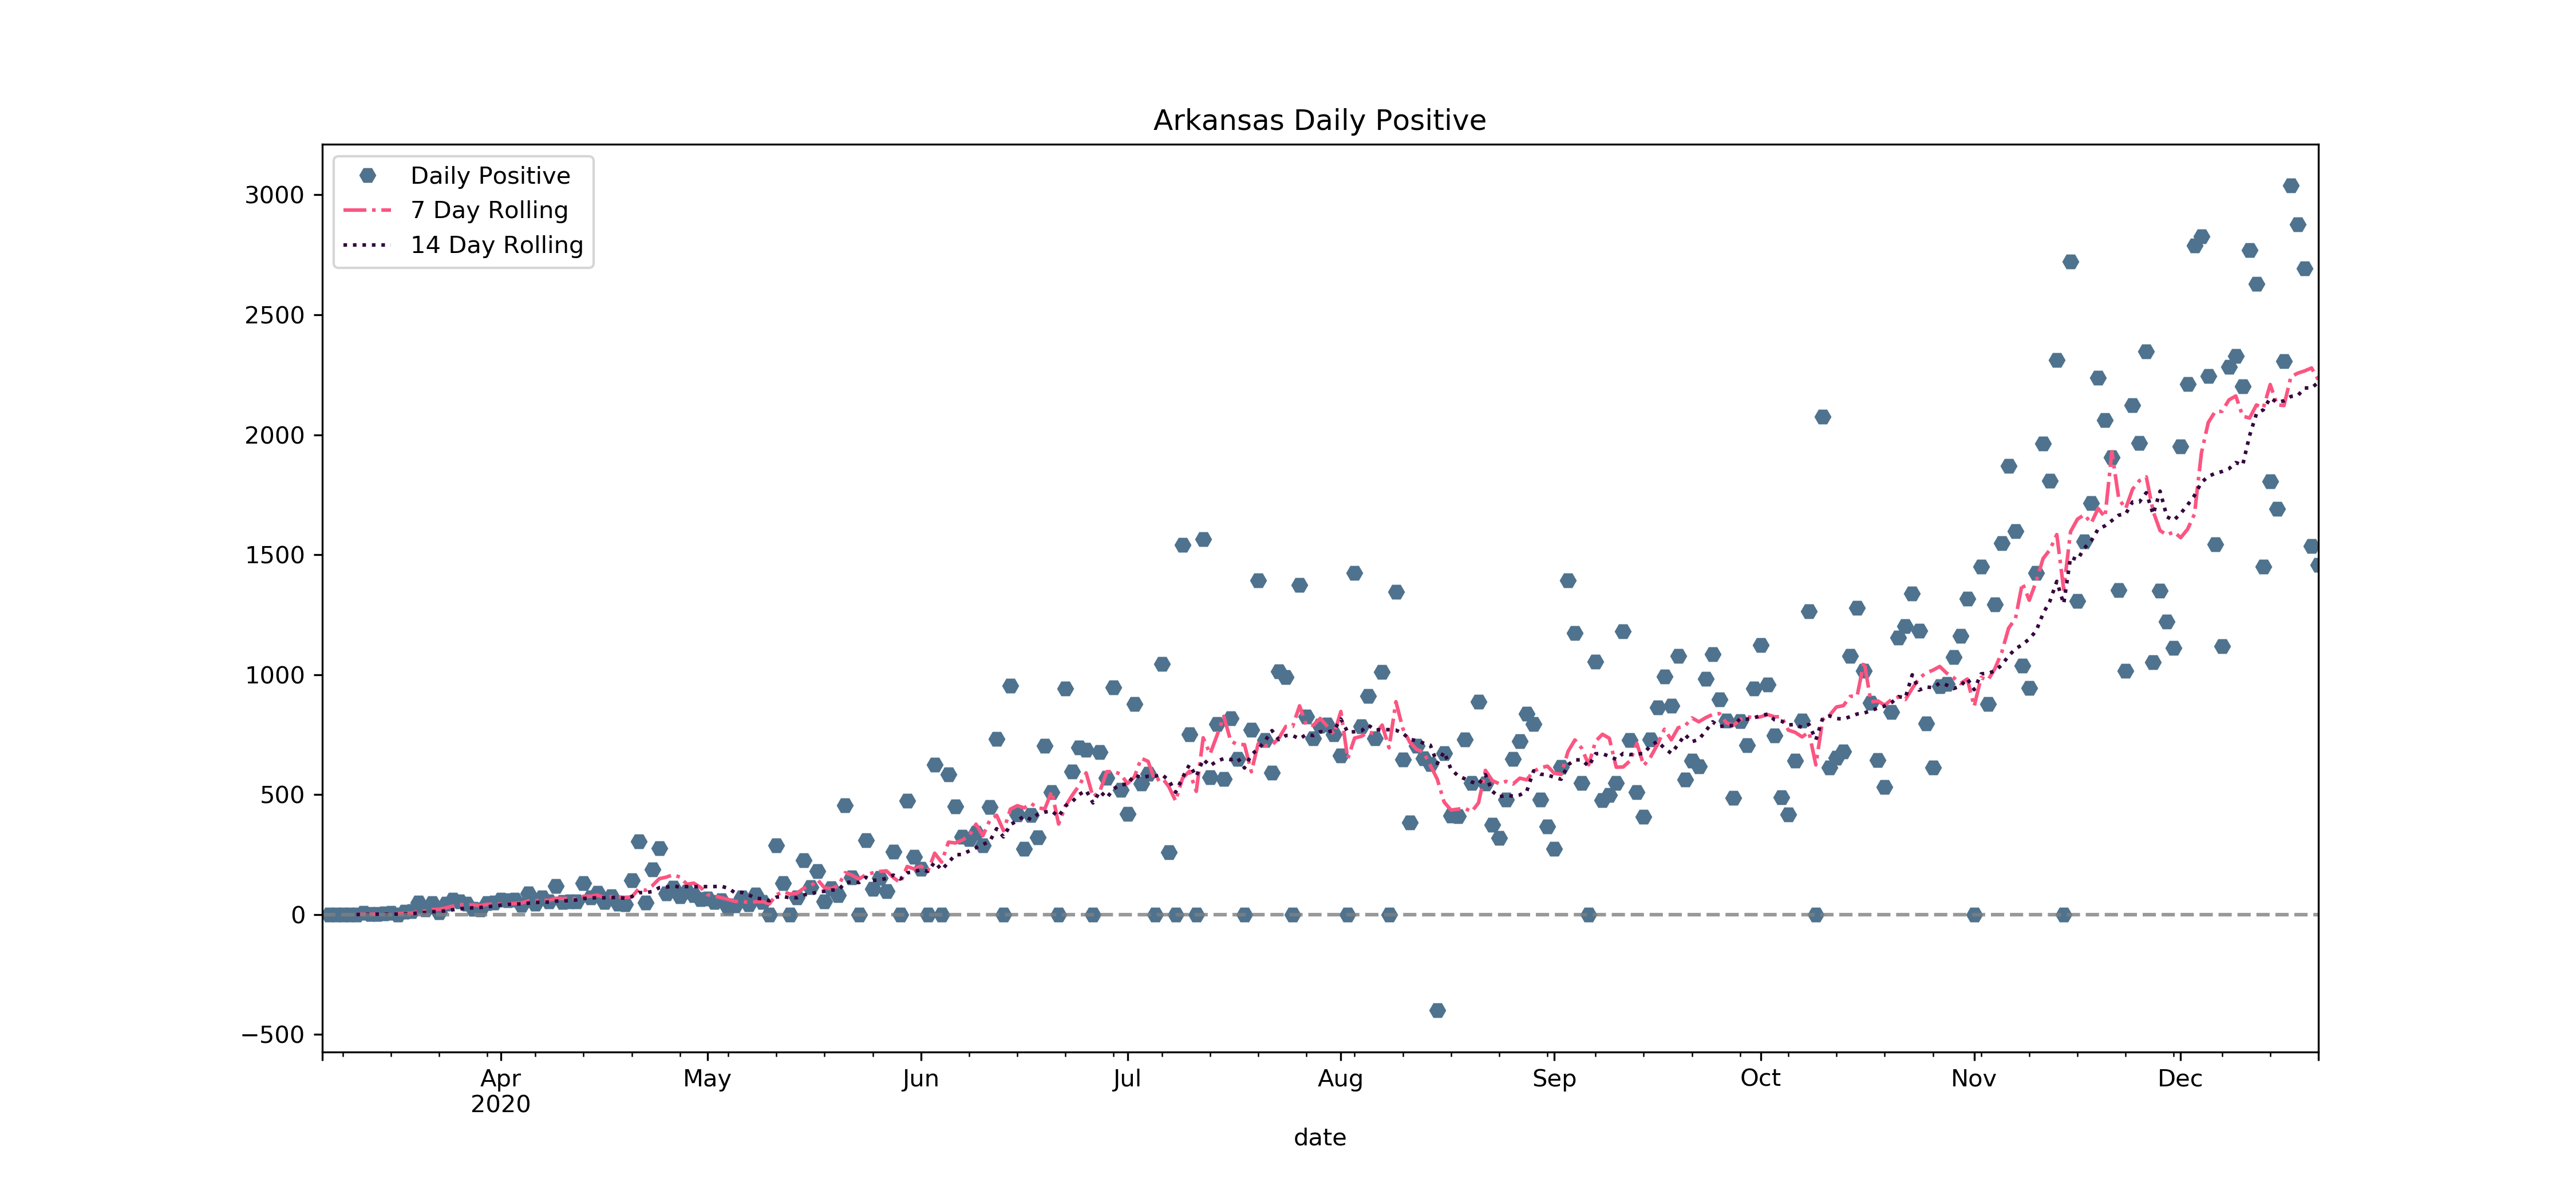 Arkansas Daily Positive
Daily Positive
7 Day Rolling
14 Day Rolling
3000
2500
2000
1500
1000
500
0
−500
Apr May Jun Jul Aug Sep Oct Nov Dec
2020
date